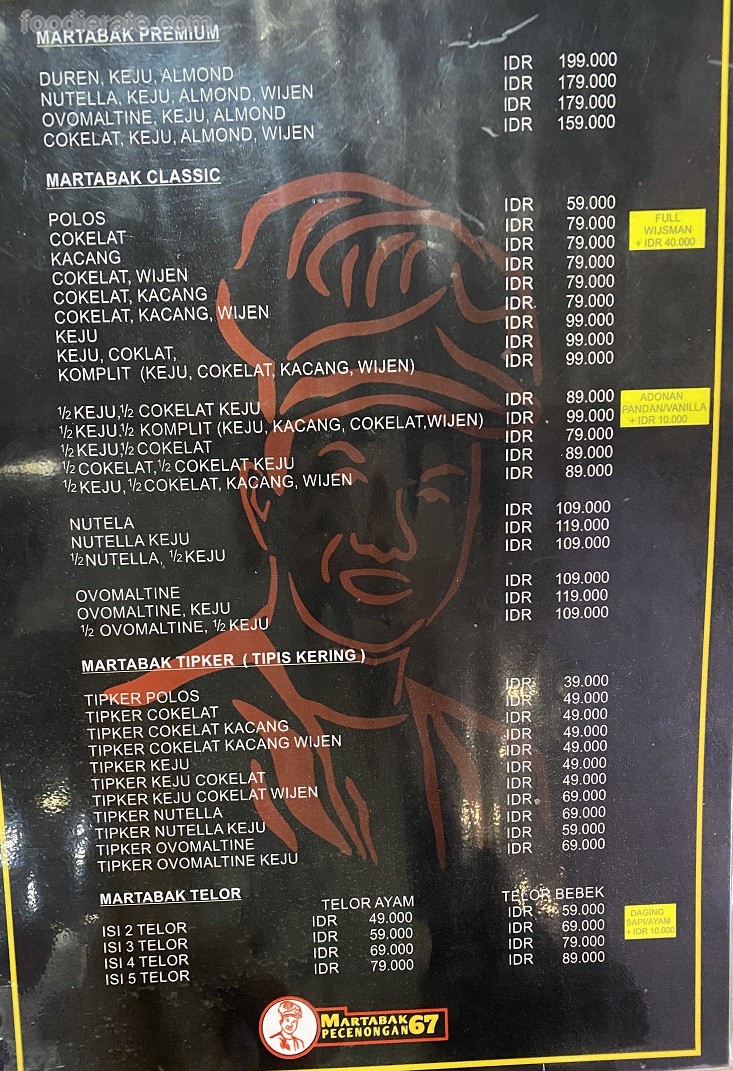 foodierate.com
MARTABAK PREMIUM
DUREN, KEJU, ALMOND IDR 199.000
NUTELLA, KEJU, ALMOND, WIJEN IDR 179.000
OVOMALTINE, KEJU, ALMOND IDR 179.000
COKELAT, KEJU, ALMOND, WIJEN IDR 159.000
MARTABAK CLASSIC
POLOS IDR 59.000
COKELAT IDR 79.000
KACANG IDR 79.000
COKELAT, WIJEN IDR 79.000
COKELAT, KACANG IDR 79.000
COKELAT, KACANG, WIJEN IDR 79.000
KEJU IDR 99.000
KEJU, COKLAT, IDR 99.000
KOMPLIT (KEJU, COKELAT, KACANG, WIJEN) IDR 99.000
FULL
WIJSMAN
+ IDR 40.000
½ KEJU,½ COKELAT KEJU IDR 89.000
½ KEJU.½ KOMPLIT (KEJU, KACANG, COKELAT,WIJEN) IDR 99.000
½ KEJU,½ COKELAT IDR 79.000
½ COKELAT,½ COKELAT KEJU IDR 89.000
½ KEJU,½ COKELAT, KACANG, WIJEN IDR 89.000
ADONAN
PANDAN/VANILLA
+ IDR 10.000
NUTELA IDR 109.000
NUTELLA KEJU IDR 119.000
½ NUTELLA, ½ KEJU IDR 109.000
OVOMALTINE IDR 109.000
OVOMALTINE, KEJU IDR 119.000
½ OVOMALTINE, ½ KEJU IDR 109.000
MARTABAK TIPKER ( TIPIS KERING )
TIPKER POLOS IDR 39.000
TIPKER COKELAT IDR 49.000
TIPKER COKELAT KACANG IDR 49.000
TIPKER COKELAT KACANG WIJEN IDR 49.000
TIPKER KEJU IDR 49.000
TIPKER KEJU COKELAT IDR 49.000
TIPKER KEJU COKELAT WIJEN IDR 49.000
TIPKER NUTELLA IDR 69.000
TIPKER NUTELLA KEJU IDR 69.000
TIPKER OVOMALTINE IDR 59.000
TIPKER OVOMALTINE KEJU IDR 69.000
MARTABAK TELOR TELOR AYAM TELOR BEBEK
ISI 2 TELOR IDR 49.000 IDR 59.000
ISI 3 TELOR IDR 59.000 IDR 69.000
ISI 4 TELOR IDR 69.000 IDR 79.000
ISI 5 TELOR IDR 79.000 IDR 89.000
DAGING
SAPI/AYAM
+ IDR 10.000
MARTABAK
PECENONGAN 67